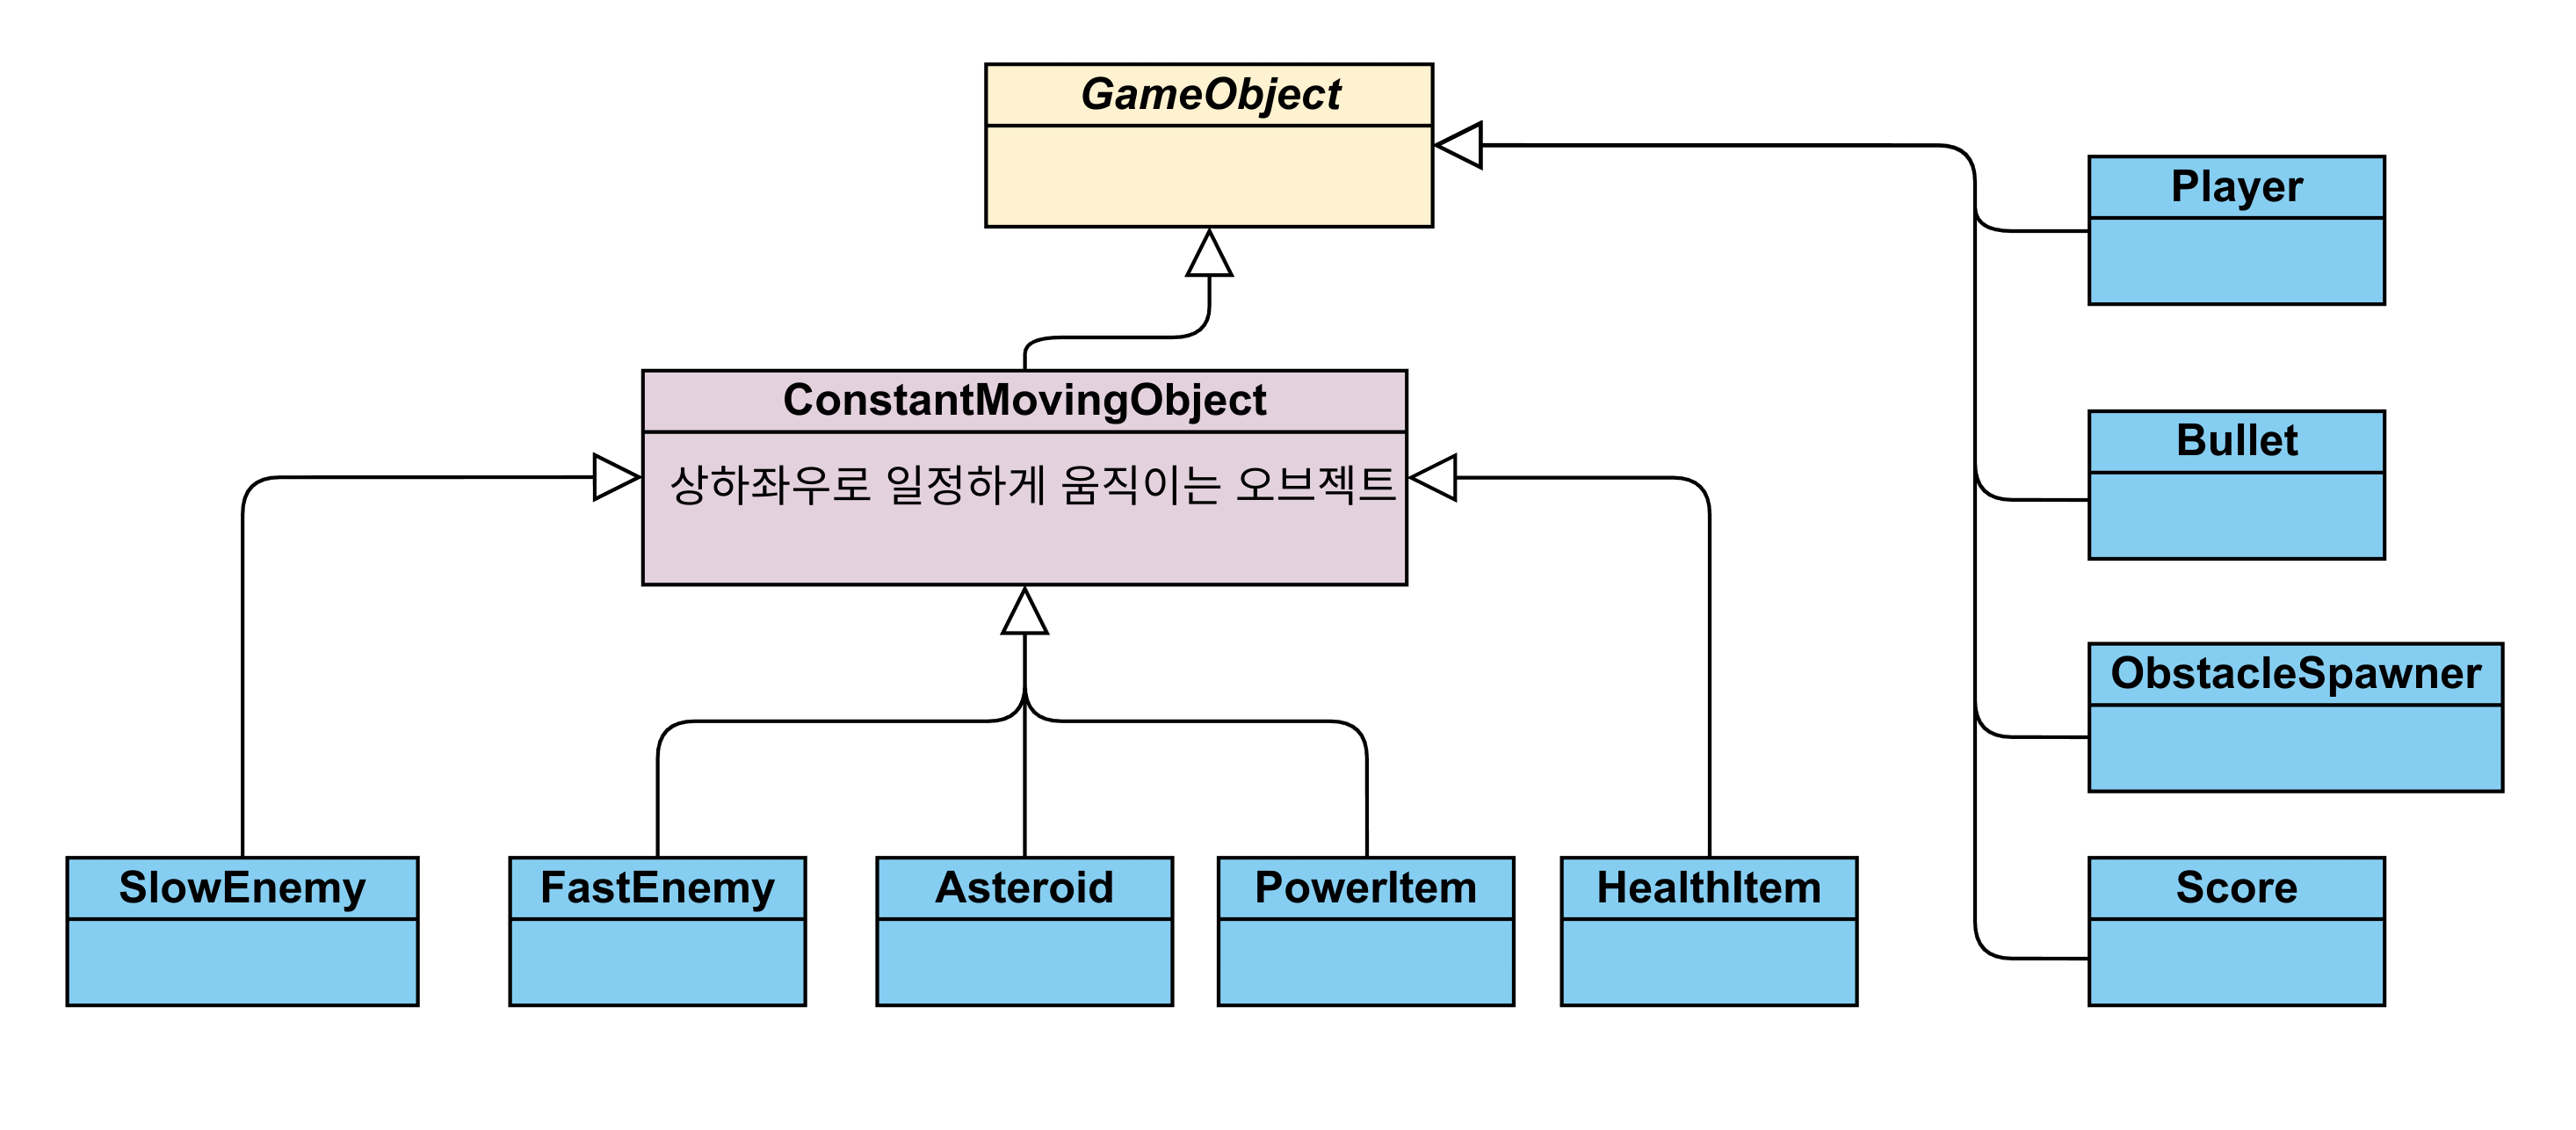 GameObject
Player
ConstantMovingObject
상하좌우로 일정하게 움직이는 오브젝트
Bullet
ObstacleSpawner
SlowEnemy
FastEnemy
Asteroid
PowerItem
HealthItem
Score